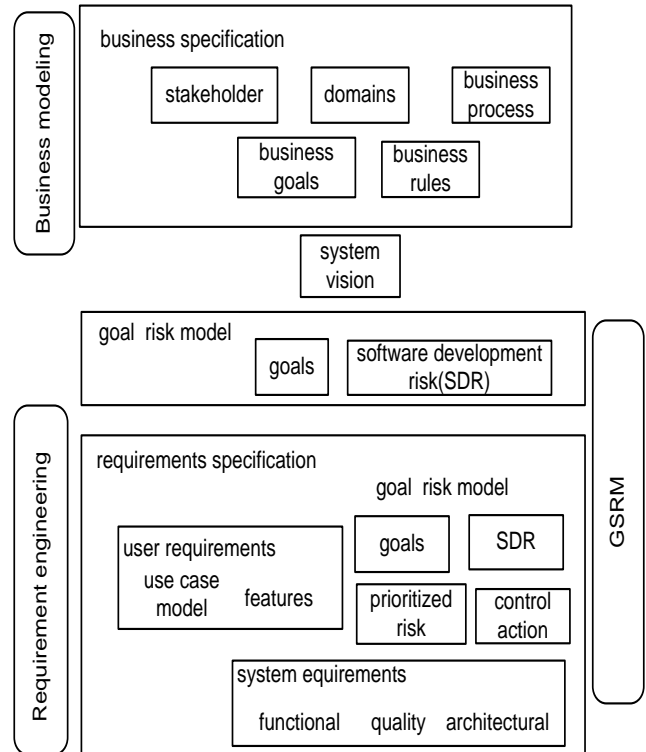 Business modeling
business specification
stakeholder
domains
business
process
business
goals
business
rules
system
vision
goal risk model
goals
software development
risk(SDR)
GSRM
Requirement engineering
requirements specification
goal risk model
user requirements
use case
model
features
goals
SDR
prioritized
risk
control
action
system equirements
functional quality architectural